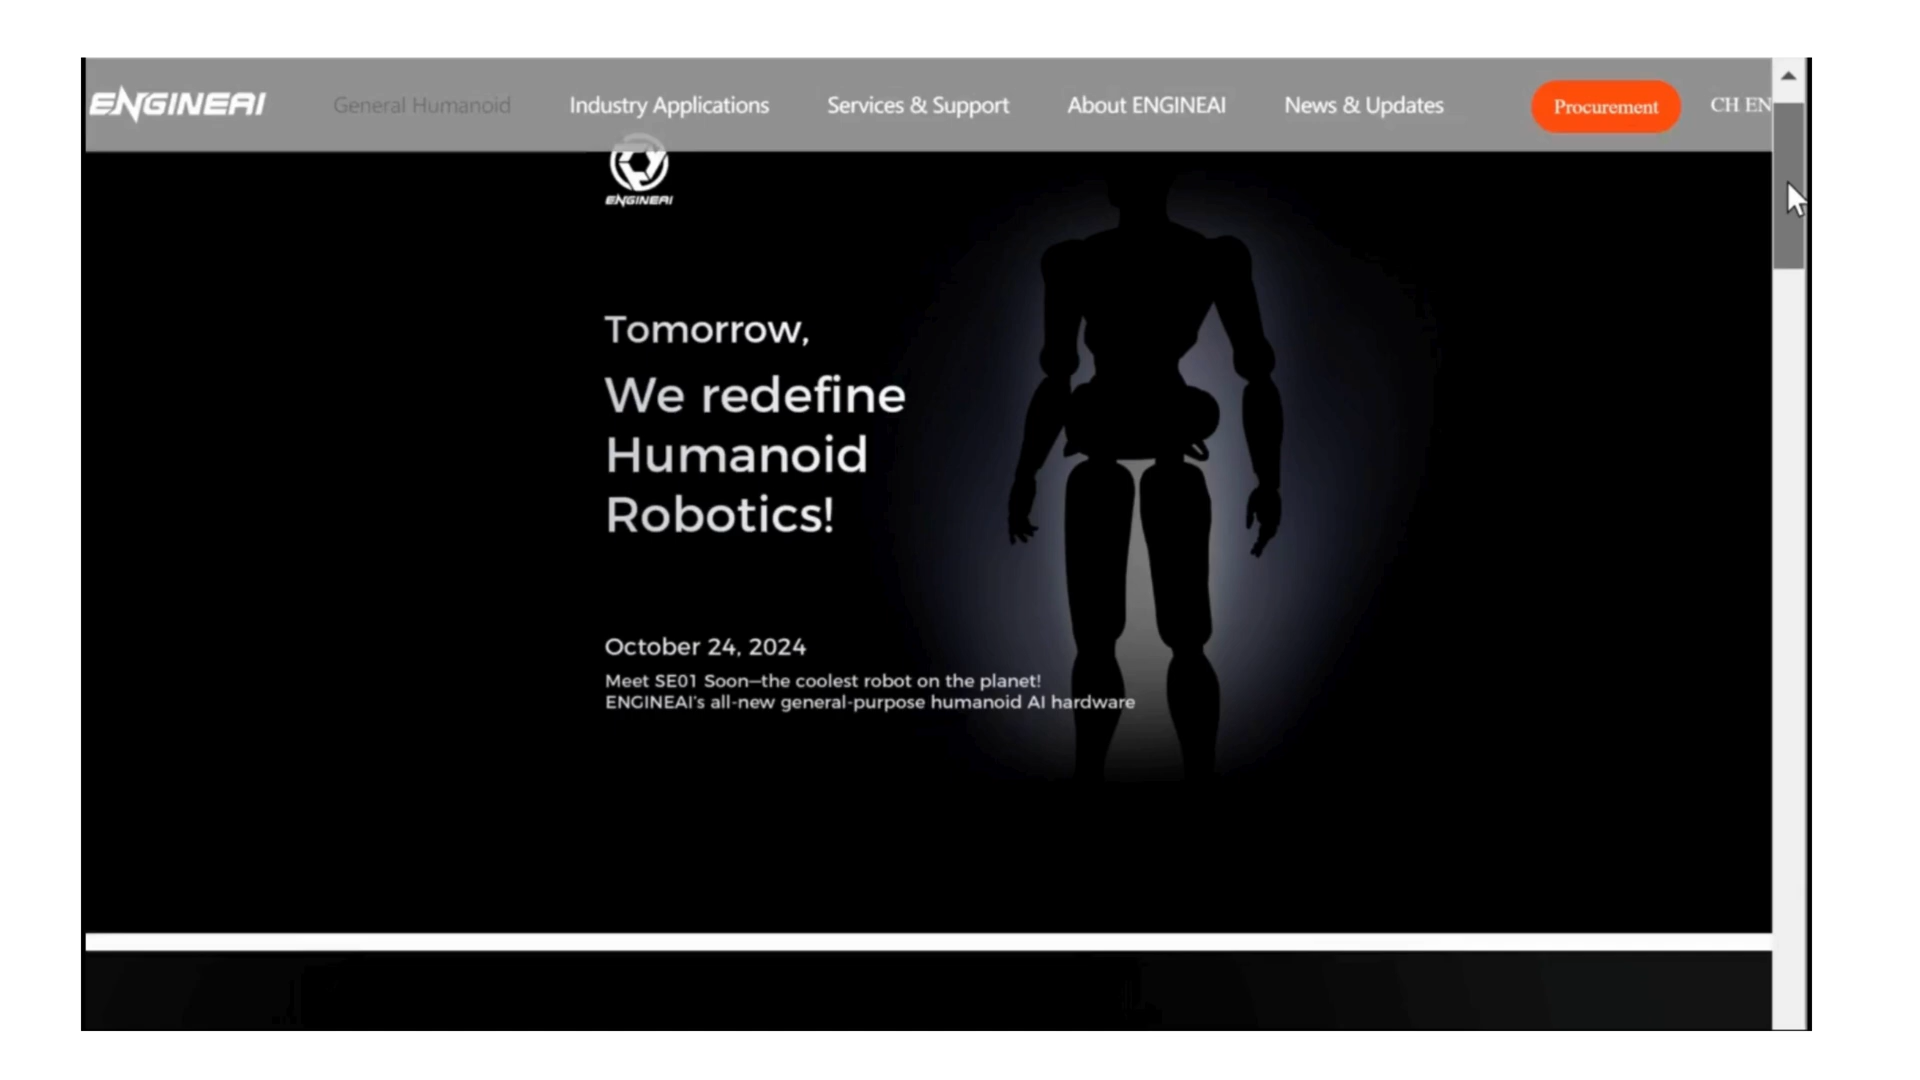 ENGINEAI
General Humanoid
Industry Applications
Services & Support
About ENGINEAI
News & Updates
Procurement
CH EN
ENGINEAI
Tomorrow,
We redefine
Humanoid
Robotics!
October 24, 2024
Meet SE01 Soon—the coolest robot on the planet!
ENGINEAI's all-new general-purpose humanoid AI hardware